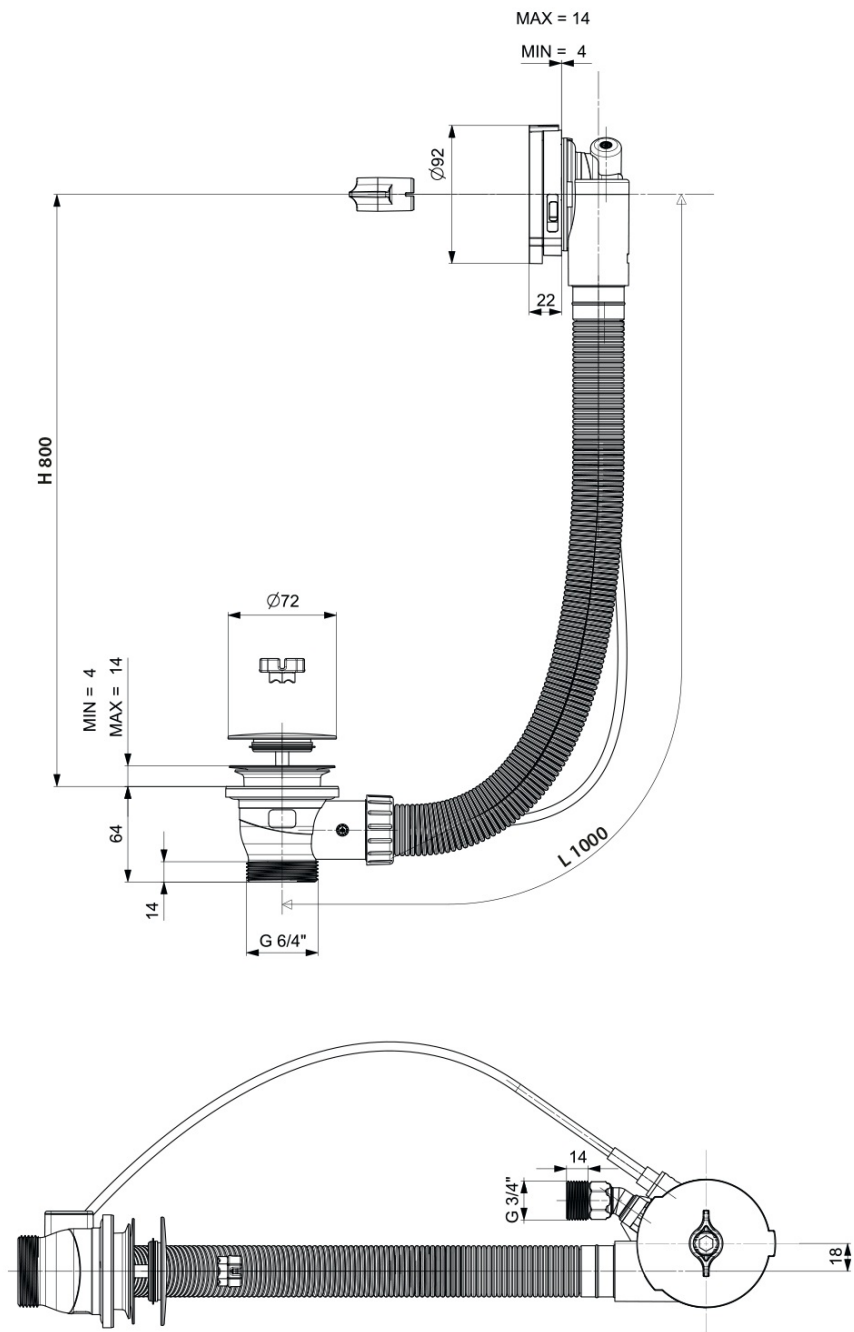 MAX = 14
MIN = 4
Ø92
22
H 800
Ø72
MIN = 4
MAX = 14
64
14
L 1000
G 6/4"
14
G 3/4"
18